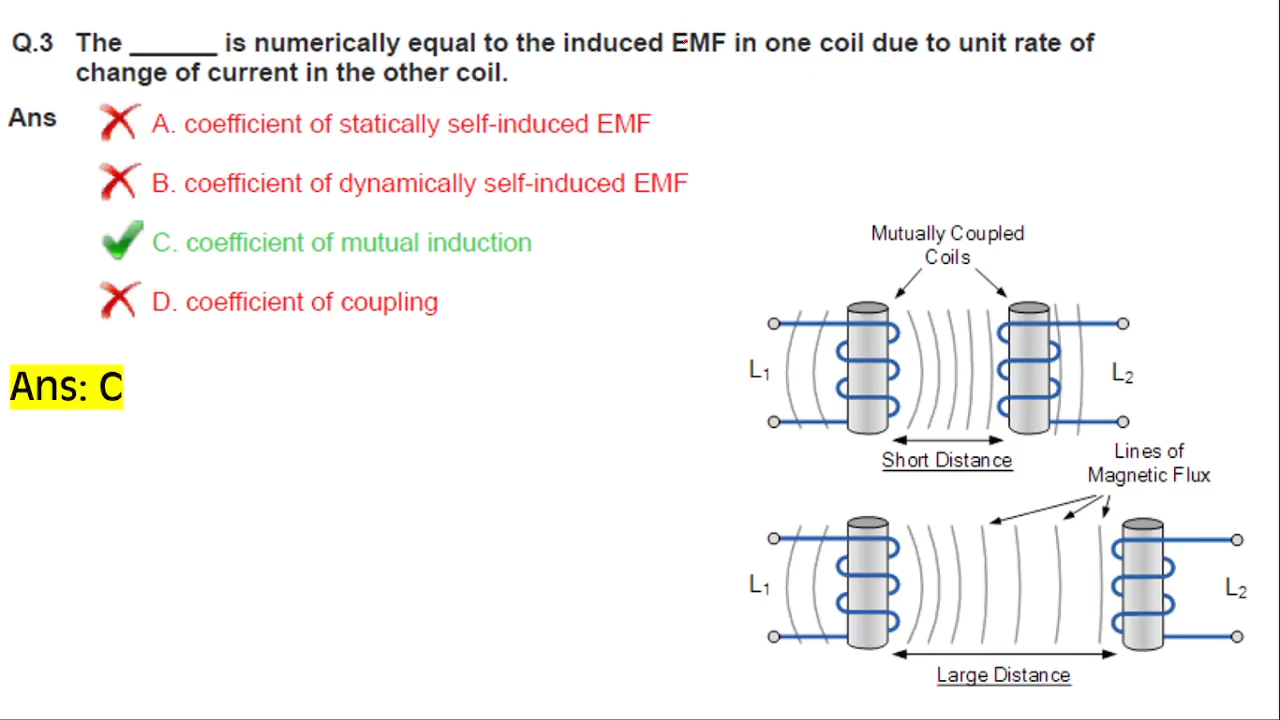 Q.3 The ______ is numerically equal to the induced EMF in one coil due to unit rate of
change of current in the other coil.
Ans
A. coefficient of statically self-induced EMF
B. coefficient of dynamically self-induced EMF
C. coefficient of mutual induction
D. coefficient of coupling
Ans: C
Mutually Coupled
Coils
L1
L2
Short Distance
Lines of
Magnetic Flux
L1
L2
Large Distance